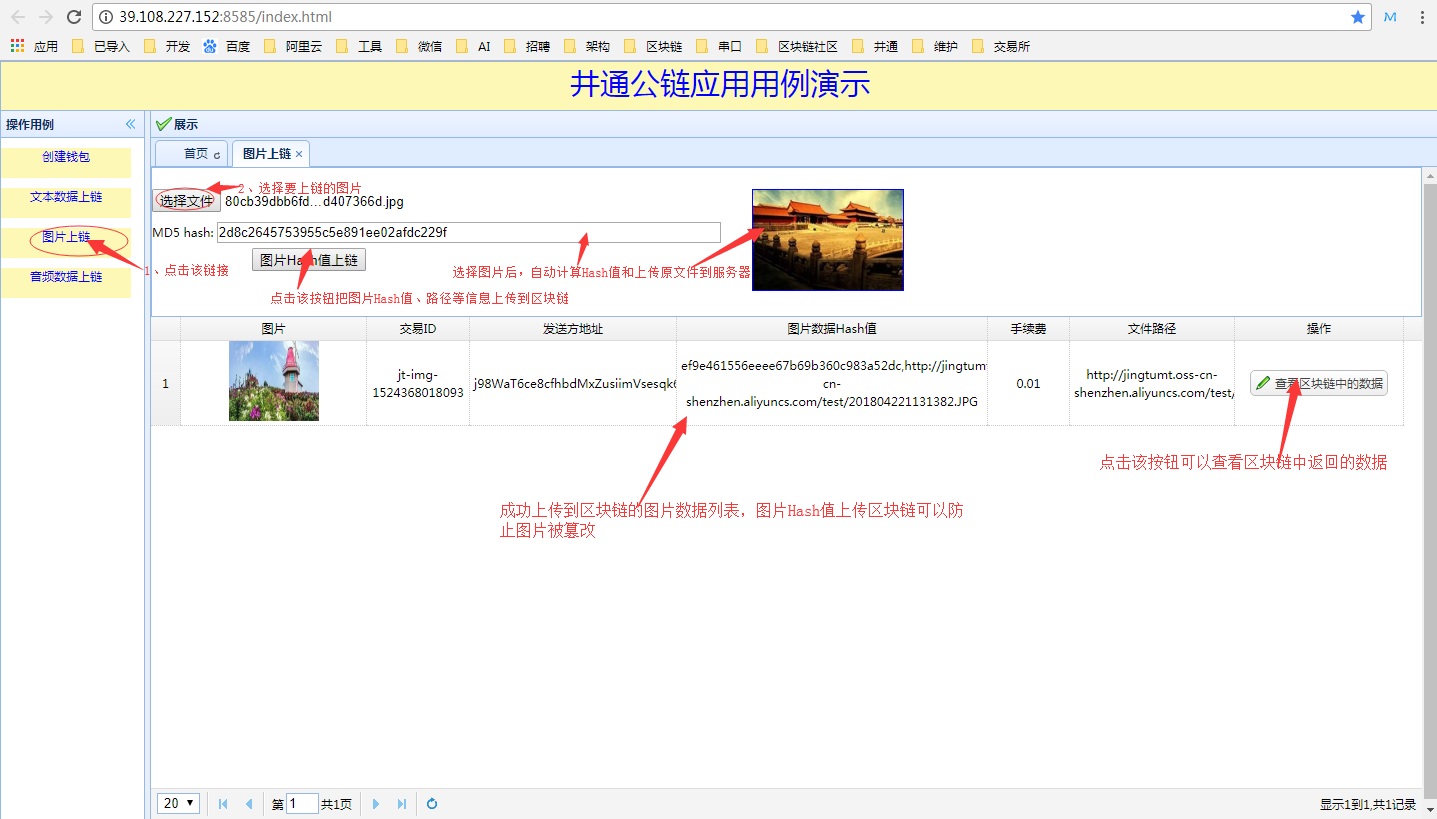 39.108.227.152:8585/index.html
应用 已导入 开发 百度 阿里云 工具 微信 AI 招聘 架构 区块链 串口 区块链社区 井通 维护 交易所
井通公链应用用例演示
操作用例
展示
首页 图片上链
创建钱包
文本数据上链
图片上链
音频数据上链
1、点击该链接
2、选择要上链的图片
选择文件 80cb39dbb6fd...d407366d.jpg
MD5 hash: 2d8c2645753955c5e891ee02afdc229f
图片Hash值上链
选择图片后，自动计算Hash值和上传原文件到服务器
点击该按钮把图片Hash值、路径等信息上传到区块链
图片 交易ID 发送方地址 图片数据Hash值 手续费 文件路径 操作
1
jt-img-
1524368018093
j98WaT6ce8cfhbdMxZusiimVsesqk6
ef9e461556eeee67b69b360c983a52dc,http://jingtum
cn-
shenzhen.aliyuncs.com/test/201804221131382.JPG
0.01
http://jingtumt.oss-cn-
shenzhen.aliyuncs.com/test/
查看区块链中的数据
点击该按钮可以查看区块链中返回的数据
成功上传到区块链的图片数据列表，图片Hash值上传区块链可以防
止图片被篡改
20 第 1 共1页
显示1到1,共1记录